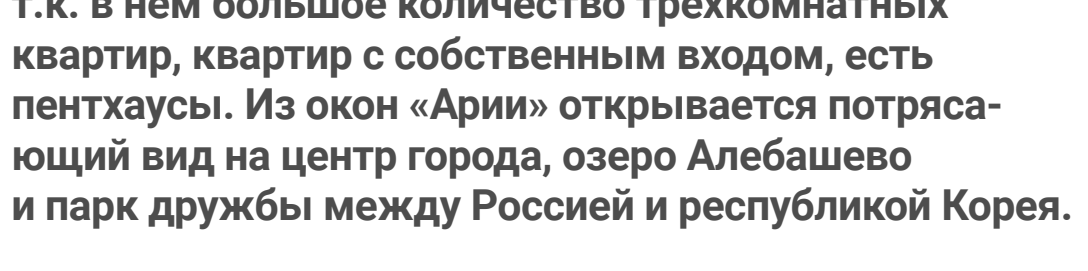 т.к. в нем большое количество трехкомнатных
квартир, квартир с собственным входом, есть
пентхаусы. Из окон «Арии» открывается потряса-
ющий вид на центр города, озеро Алебашево
и парк дружбы между Россией и республикой Корея.